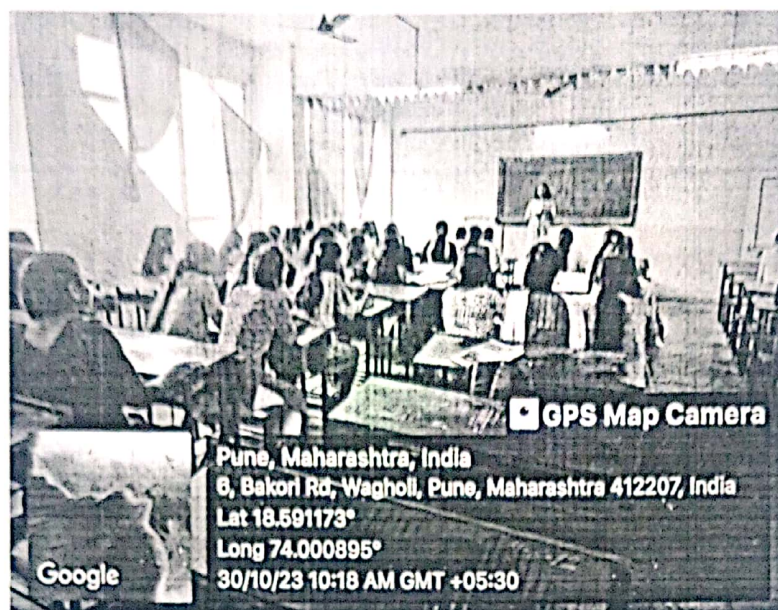 GPS Map Camera
Pune, Maharashtra, India
6, Bakori Rd, Wagholi, Pune, Maharashtra 412207, India
Lat 18.591173°
Long 74.000895°
30/10/23 10:18 AM GMT +05:30
Google